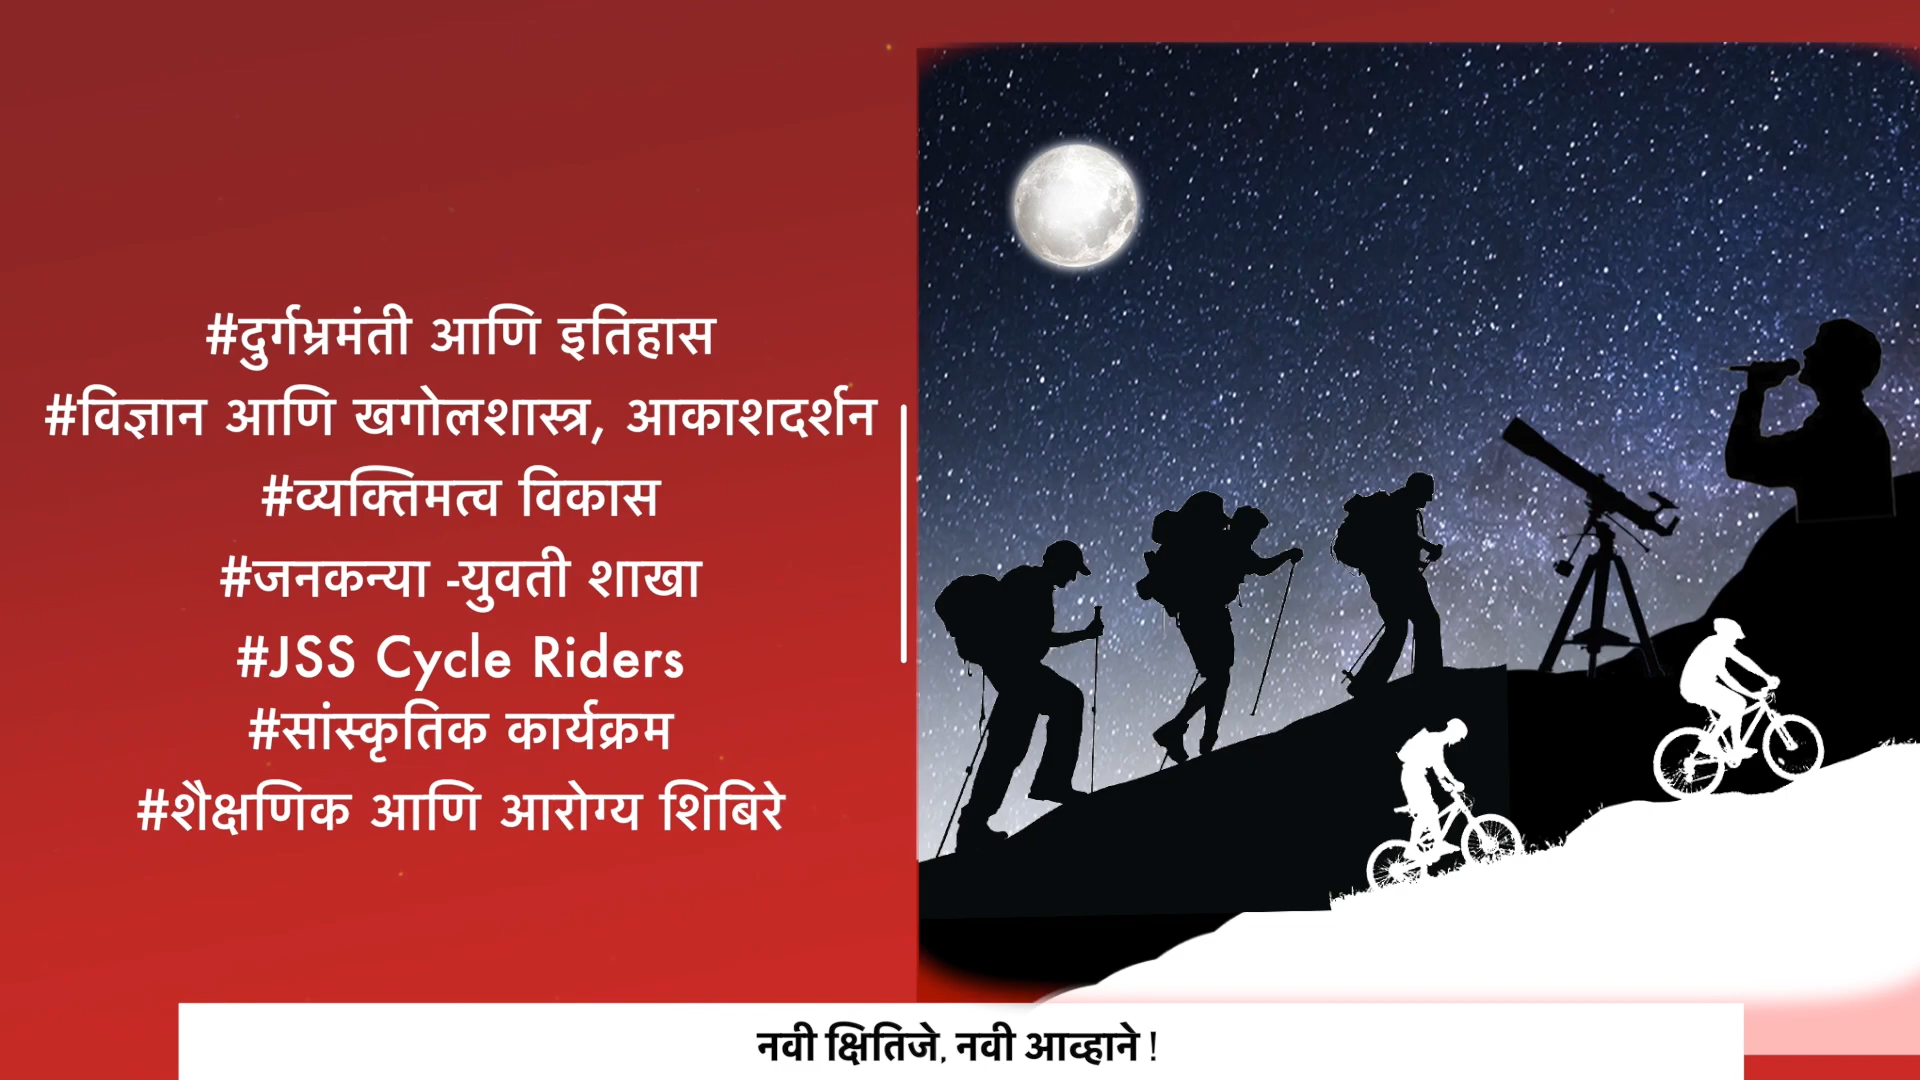 #दुर्गभ्रमंती आणि इतिहास
#विज्ञान आणि खगोलशास्त्र, आकाशदर्शन
#व्यक्तिमत्व विकास
#जनकन्या -युवती शाखा
#JSS Cycle Riders
#सांस्कृतिक कार्यक्रम
#शैक्षणिक आणि आरोग्य शिबिरे
नवी क्षितिजे, नवी आव्हाने !